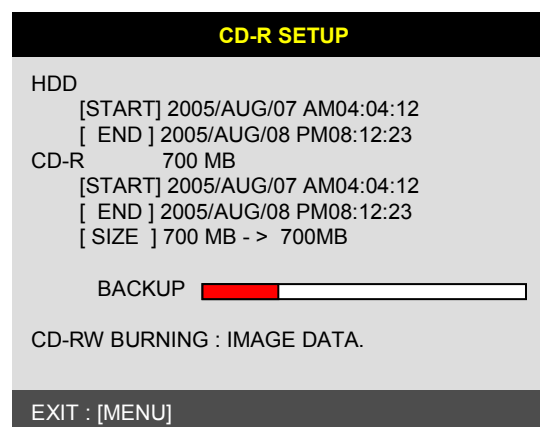 CD-R SETUP
HDD
[START] 2005/AUG/07 AM04:04:12
[ END ] 2005/AUG/08 PM08:12:23
CD-R 700 MB
[START] 2005/AUG/07 AM04:04:12
[ END ] 2005/AUG/08 PM08:12:23
[ SIZE ] 700 MB - > 700MB
BACKUP
CD-RW BURNING : IMAGE DATA.
EXIT : [MENU]